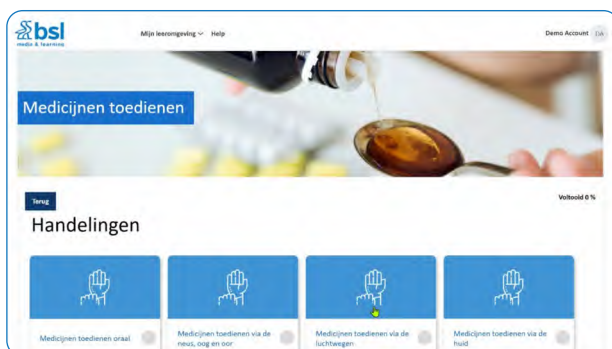 bsl
media & learning
Mijn leeromgeving Help
Demo Account DA
Medicijnen toedienen
Terug
Voltooid 0 %
Handelingen
Medicijnen toedienen oraal
Medicijnen toedienen via de
neus, oog en oor
Medicijnen toedienen via de
luchtwegen
Medicijnen toedienen via de
huid